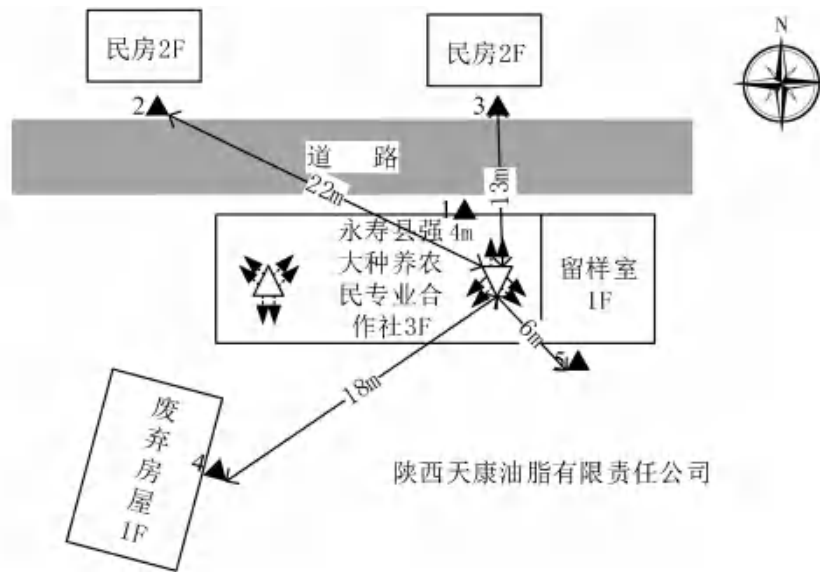 民房2F
民房2F
N
2
3
道 路
22m
13m
1
4m
永寿县强
大种养农
民专业合
作社3F
留样室
1F
6m
5
18m
4
废弃房屋1F
陕西天康油脂有限责任公司